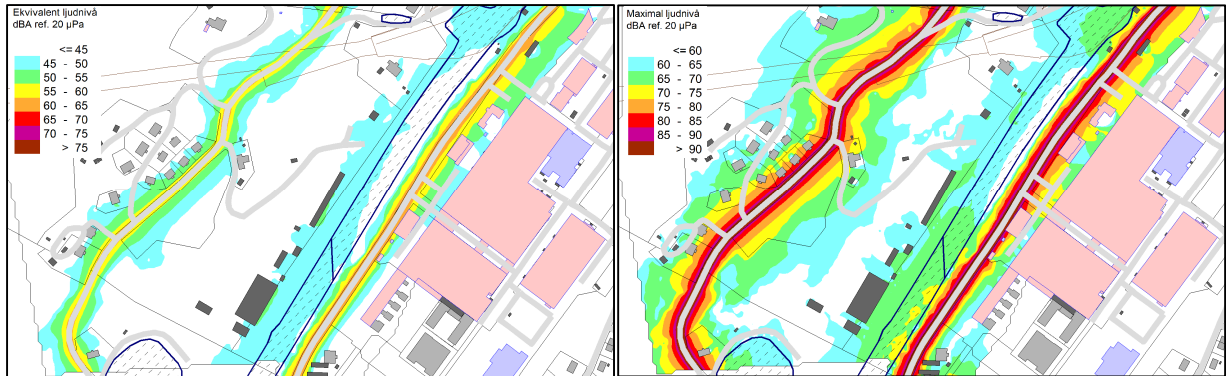 Ekvivalent ljudnivå
dBA ref. 20 µPa
<= 45
45 - 50
50 - 55
55 - 60
60 - 65
65 - 70
70 - 75
> 75
Maximal ljudnivå
dBA ref. 20 µPa
<= 60
60 - 65
65 - 70
70 - 75
75 - 80
80 - 85
85 - 90
> 90